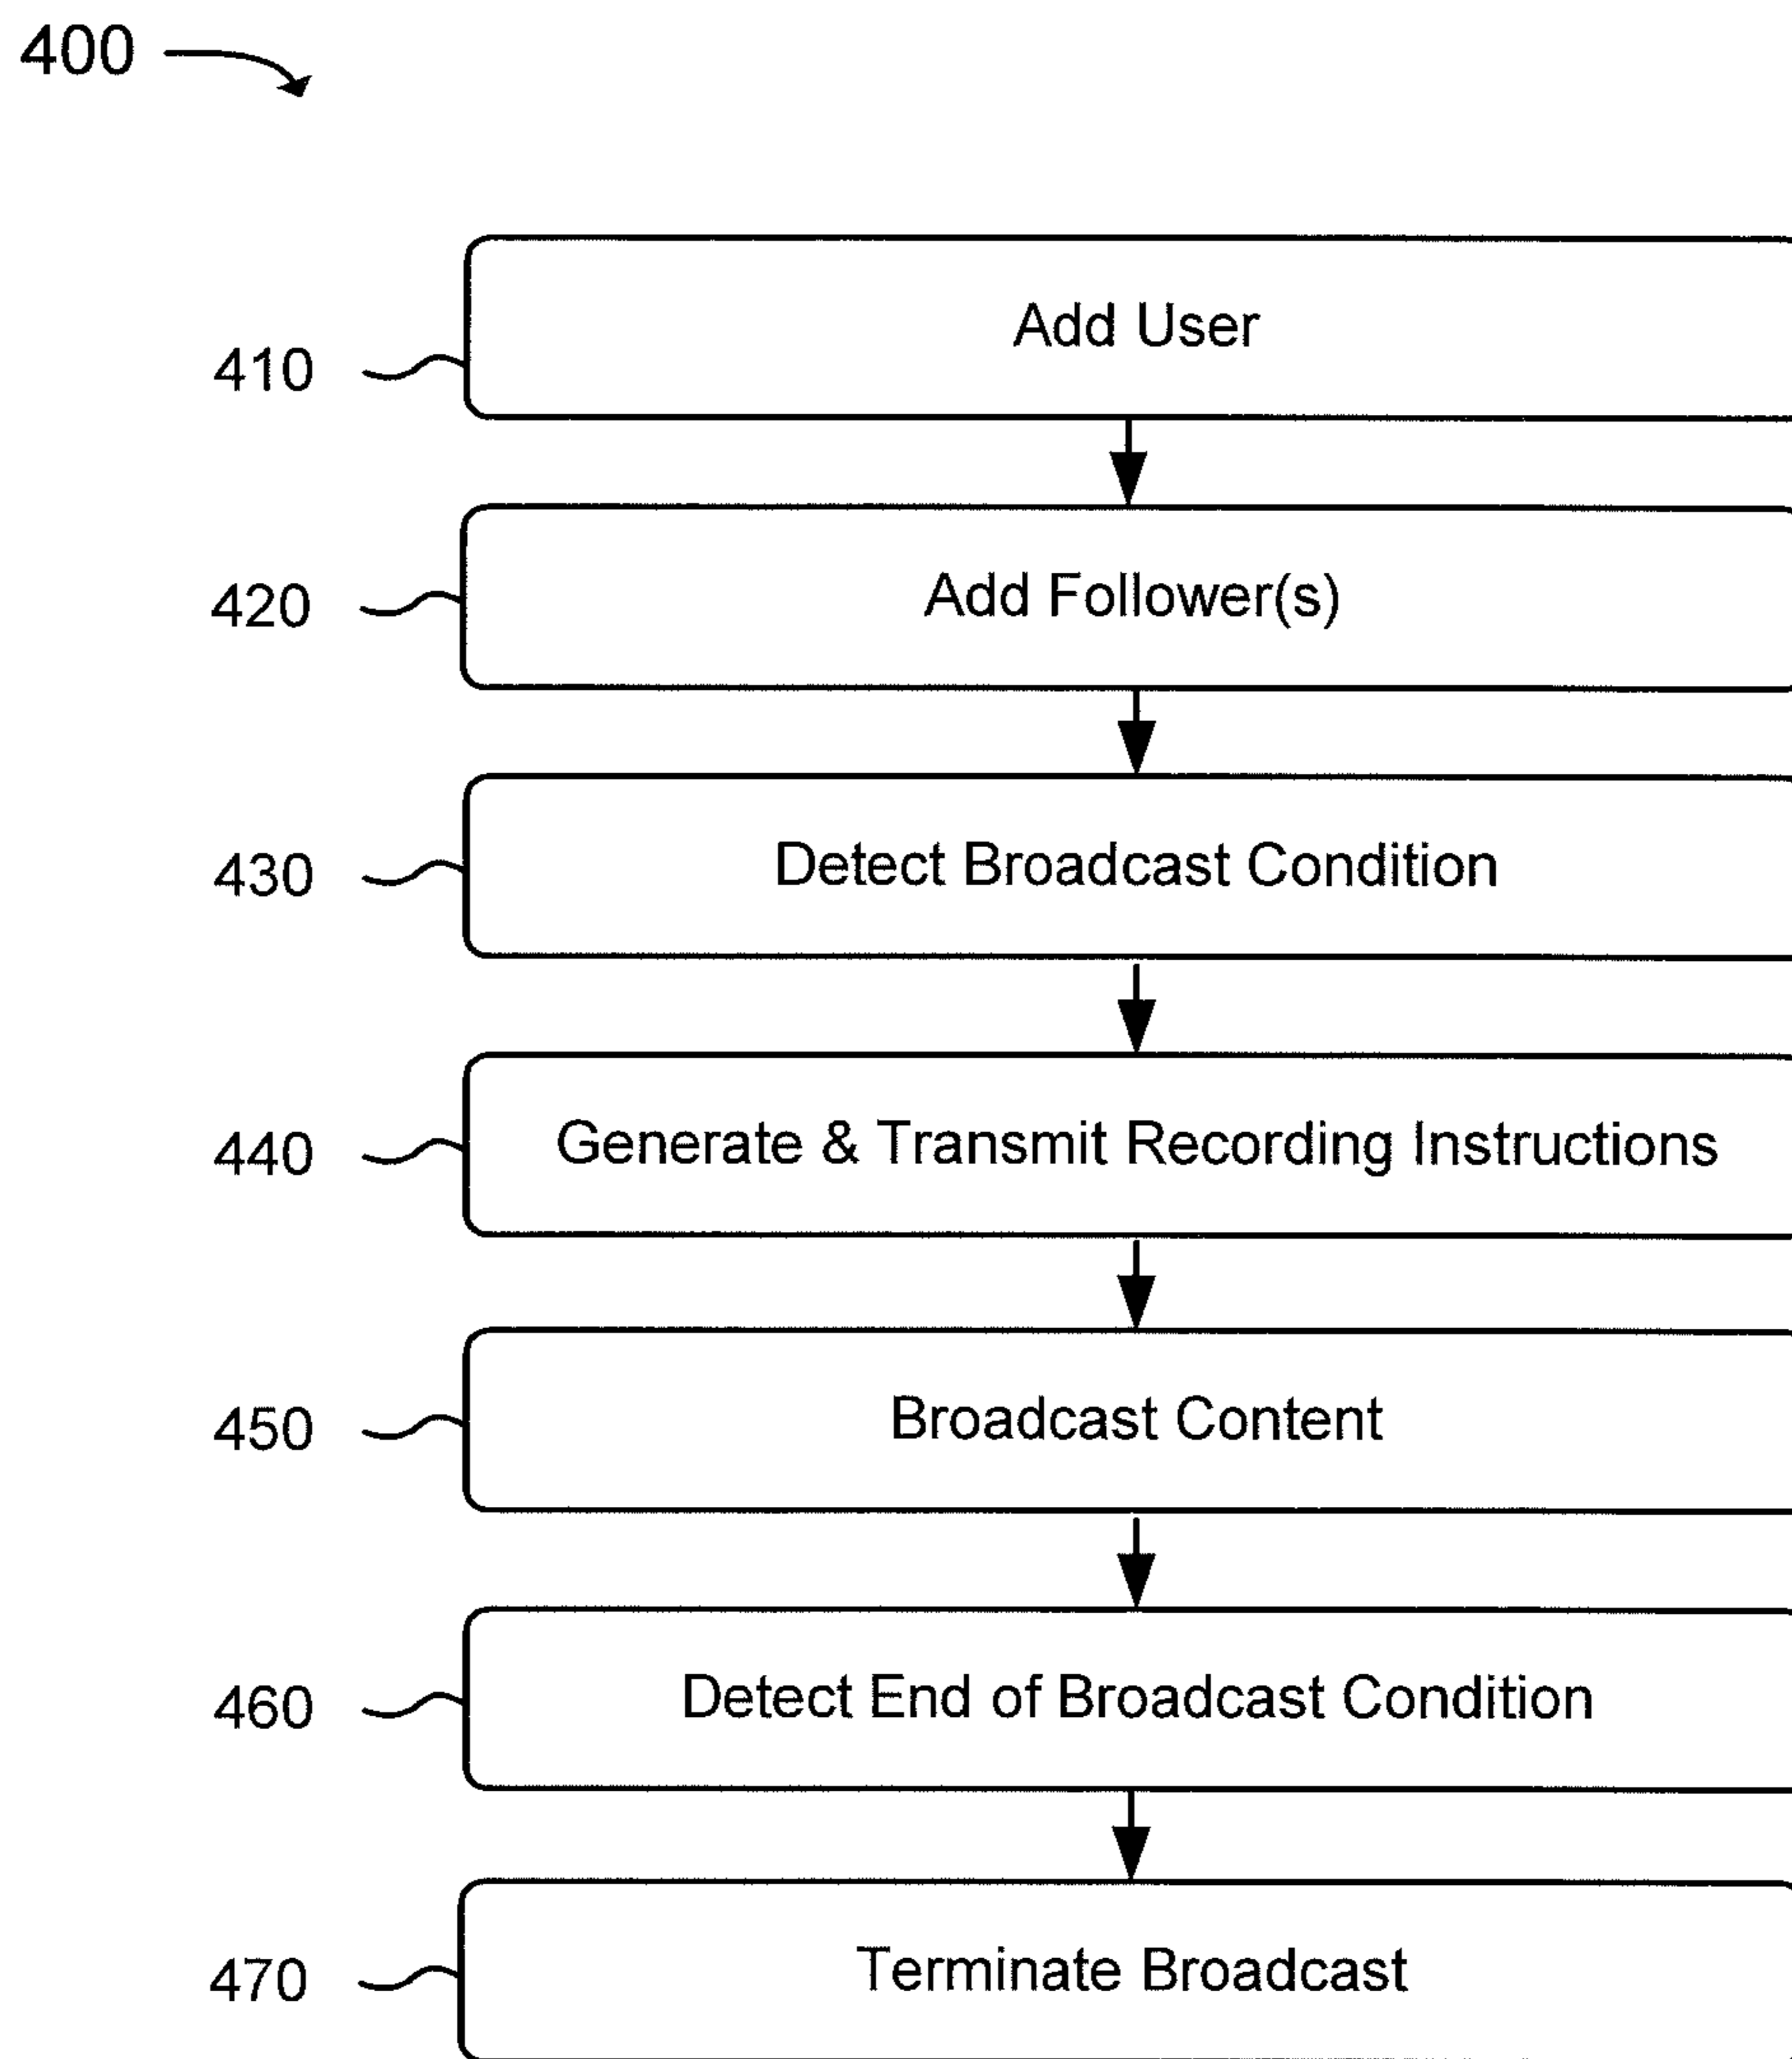 400
Add User
410
Add Follower(s)
420
Detect Broadcast Condition
430
Generate & Transmit Recording Instructions
440
Broadcast Content
450
Detect End of Broadcast Condition
460
Terminate Broadcast
470